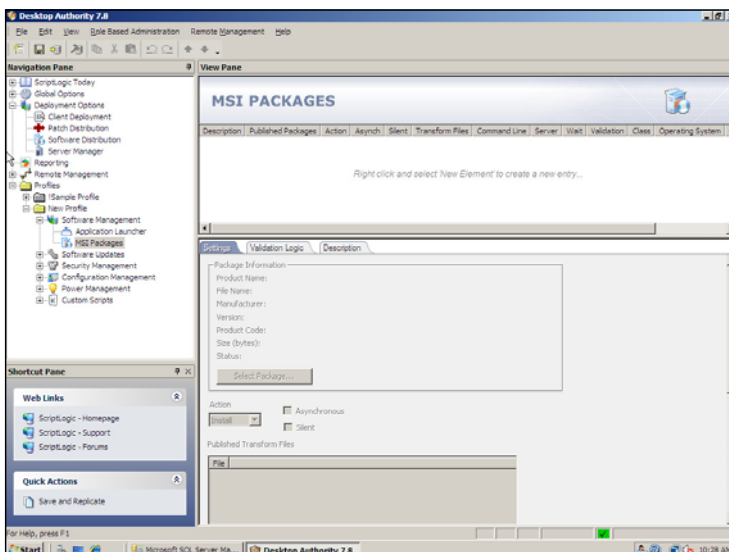 Desktop Authority 7.8
File Edit View Role Based Administration Remote Management Help
Navigation Pane
ScriptLogic Today
Global Options
Deployment Options
Client Deployment
Patch Distribution
Software Distribution
Server Manager
Reporting
Remote Management
Profiles
!Sample Profile
New Profile
Software Management
Application Launcher
MSI Packages
Software Updates
Security Management
Configuration Management
Power Management
Custom Scripts
Shortcut Pane
Web Links
ScriptLogic - Homepage
ScriptLogic - Support
ScriptLogic - Forums
Quick Actions
Save and Replicate
View Pane
MSI PACKAGES
Description Published Packages Action Asynch Silent Transform Files Command Line Server Wait Validation Class Operating System
Right click and select 'New Element' to create a new entry...
Settings Validation Logic Description
Package Information
Product Name:
File Name:
Manufacturer:
Version:
Product Code:
Size (bytes):
Status:
Select Package...
Action
Install
Asynchronous
Silent
Published Transform Files
File
For Help, press F1
Start Microsoft SQL Server Ma... Desktop Authority 7.8 10:28 AM